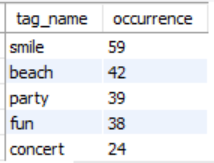 tag_name occurrence
smile 59
beach 42
party 39
fun 38
concert 24